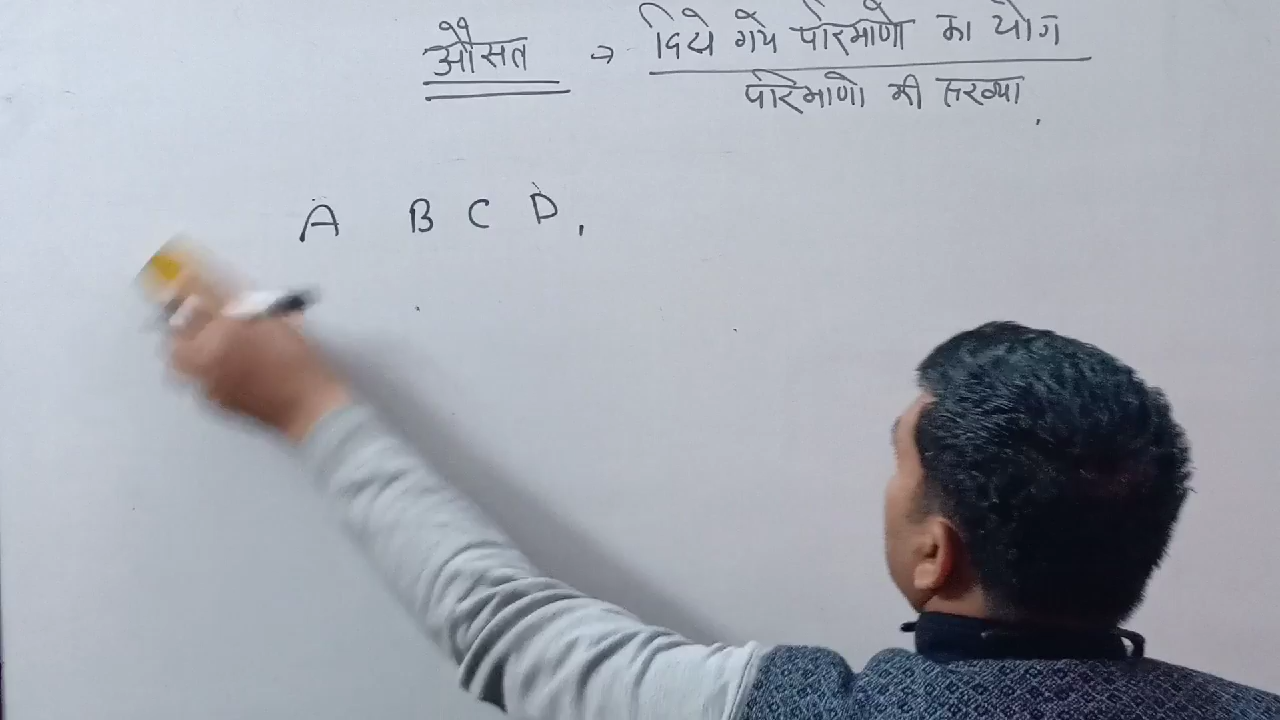 औसत → दिये गये परिमाणो का योग
परिमाणो की संख्या
A B C D,